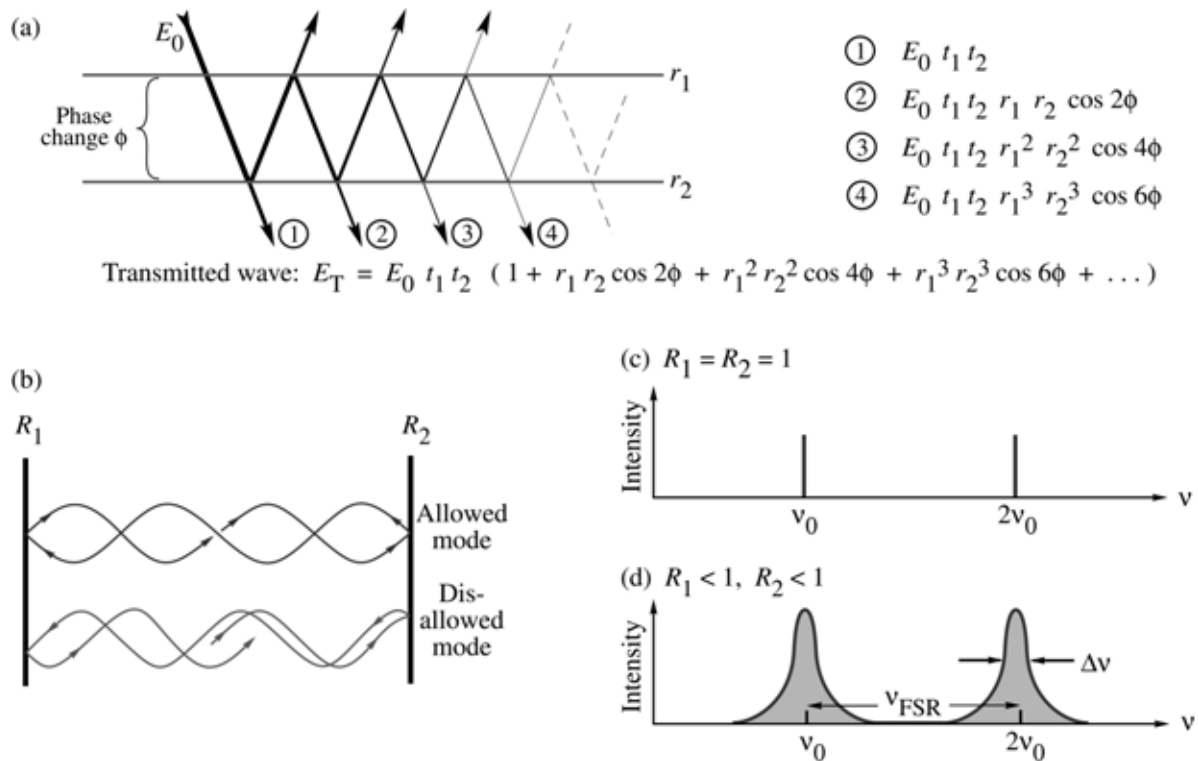 (a)
E₀
r₁
Phase
change ϕ
r₂
① ② ③ ④
① E₀ t₁ t₂
② E₀ t₁ t₂ r₁ r₂ cos 2ϕ
③ E₀ t₁ t₂ r₁² r₂² cos 4ϕ
④ E₀ t₁ t₂ r₁³ r₂³ cos 6ϕ
Transmitted wave: E_T = E₀ t₁ t₂ ( 1 + r₁ r₂ cos 2ϕ + r₁² r₂² cos 4ϕ + r₁³ r₂³ cos 6ϕ + . . . )
(b)
R₁ R₂
Allowed
mode
Dis-
allowed
mode
(c) R₁ = R₂ = 1
Intensity
ν₀ 2ν₀ ν
(d) R₁ < 1, R₂ < 1
Intensity
Δν
ν_FSR
ν₀ 2ν₀ ν